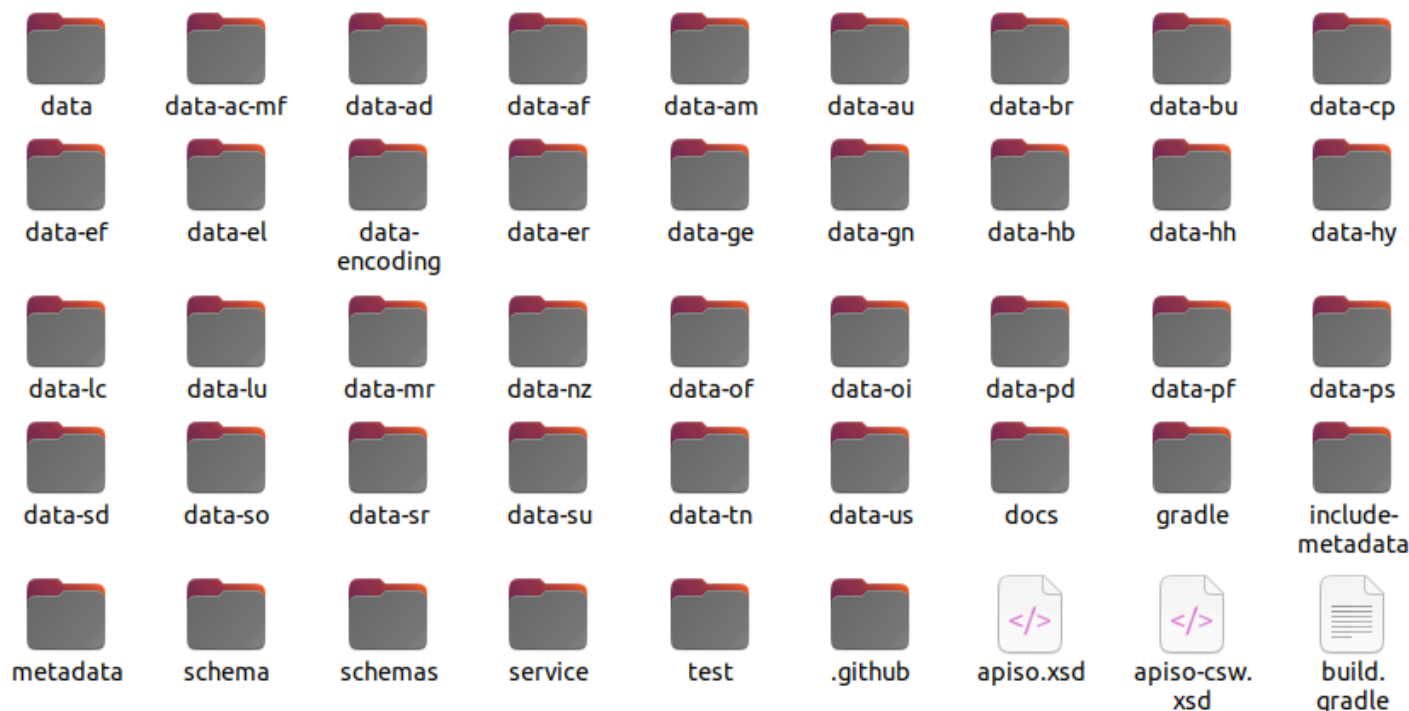 data data-ac-mf data-ad data-af data-am data-au data-br data-bu data-cp
data-ef data-el data- data-er data-ge data-gn data-hb data-hh data-hy
encoding
data-lc data-lu data-mr data-nz data-of data-oi data-pd data-pf data-ps
data-sd data-so data-sr data-su data-tn data-us docs gradle include-
metadata
metadata schema schemas service test .github apiso.xsd apiso-csw. build.
xsd gradle